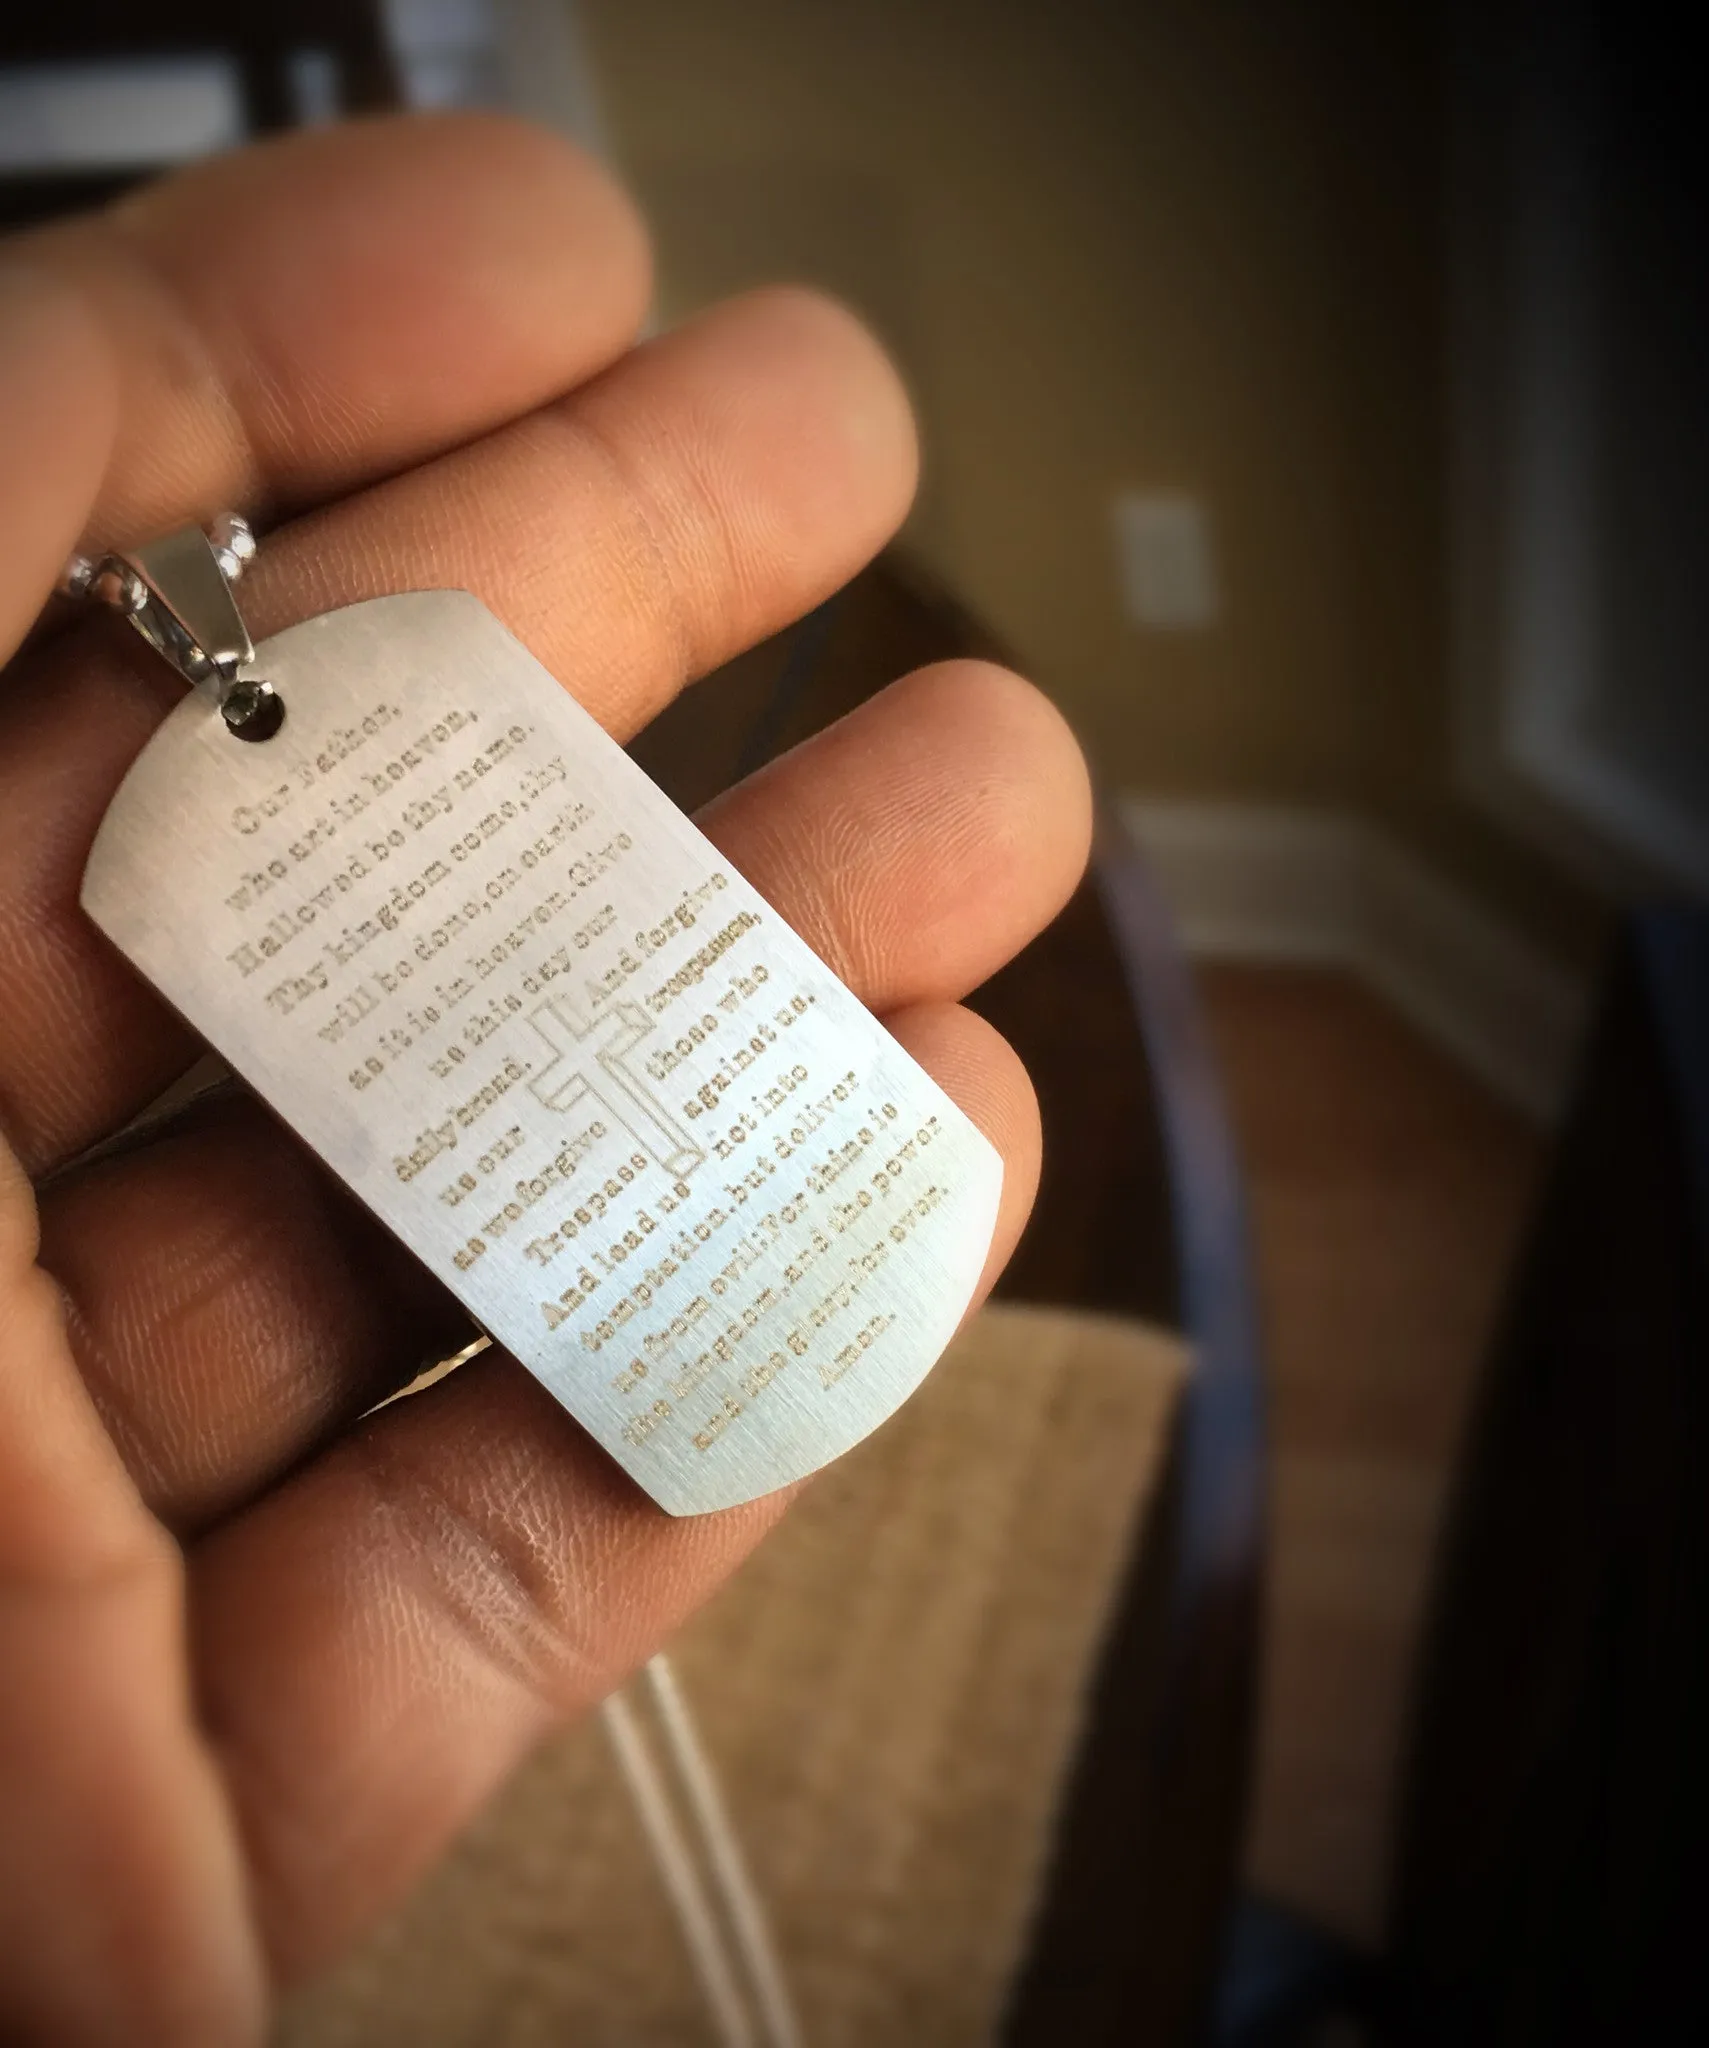 Our Father,
who art in heaven,
Hallowed be thy name.
Thy kingdom come, thy
will be done, on earth
as it is in heaven. Give
us this day our
daily bread. And forgive
us our trespasses,
as we forgive those who
Trespass against us.
And lead us not into
temptation, but deliver
us from evil: For thine is
the kingdom, and the power
and the glory, for ever.
Amen.